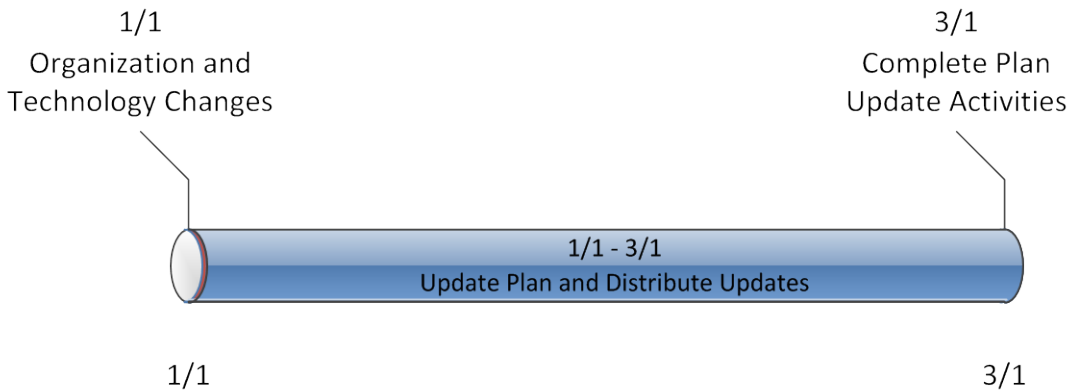 1/1
Organization and
Technology Changes
3/1
Complete Plan
Update Activities
1/1 - 3/1
Update Plan and Distribute Updates
1/1
3/1